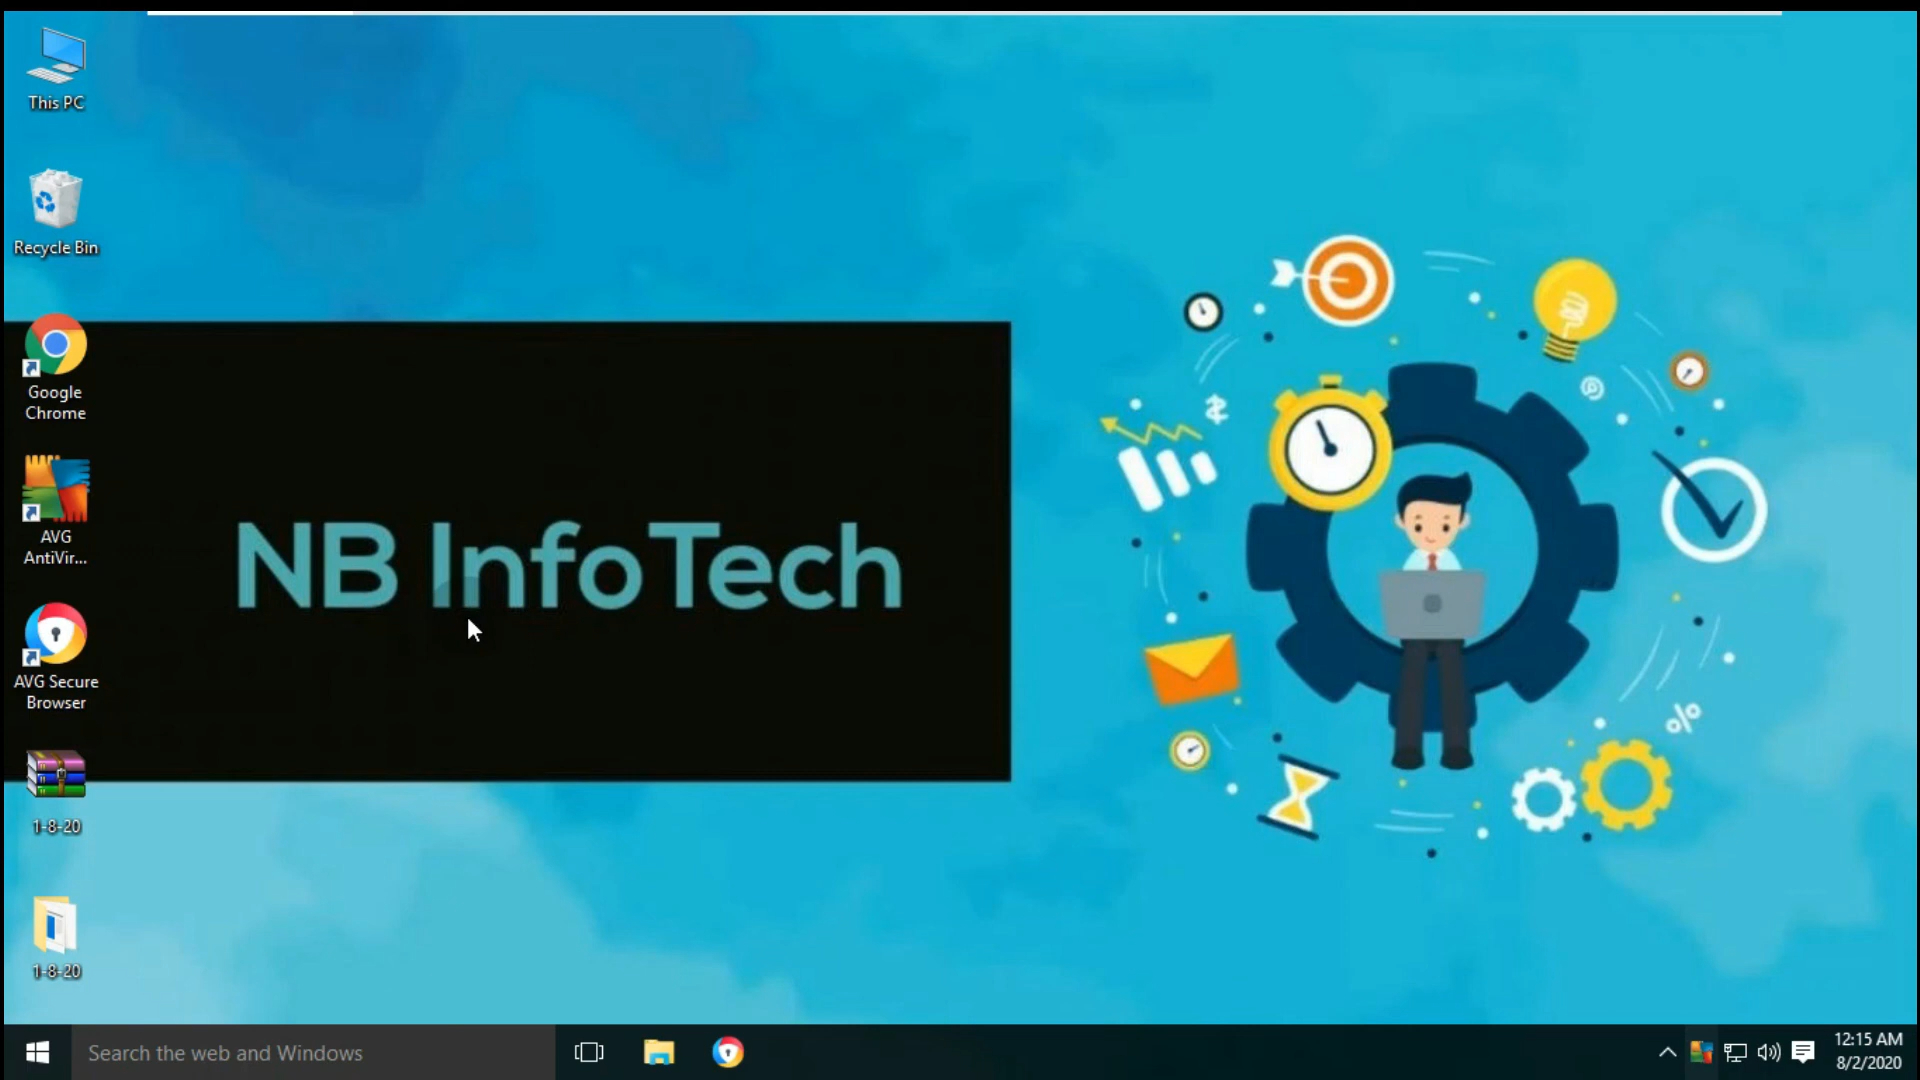 This PC
Recycle Bin
Google
Chrome
AVG
AntiVir...
AVG Secure
Browser
1-8-20
1-8-20
NB InfoTech
%
Search the web and Windows
12:15 AM
8/2/2020